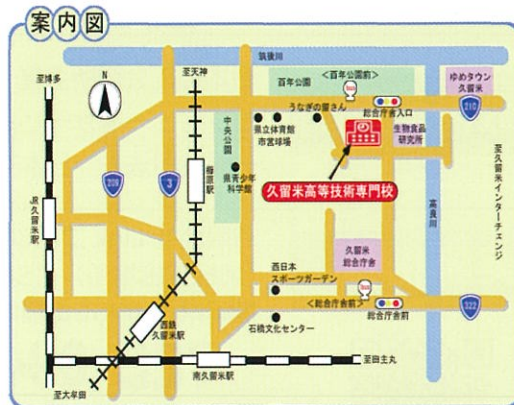 案内図
筑後川
至博多
N
至天神
百年公園
<百年公園前>
bus
ゆめタウン
久留米
210
うなぎの宿さん
総合庁舎入口
中央公園
県立体育館
市営球場
生物食品
研究所
櫛原駅
県青少年
科学館
209
3
久留米高等技術専門校
JR久留米駅
高良川
至久留米インターチェンジ
久留米
総合庁舎
西日本
スポーツガーデン
bus
<総合庁舎前>
総合庁舎前
322
石橋文化センター
西鉄
久留米駅
南久留米駅
至田主丸
至大牟田